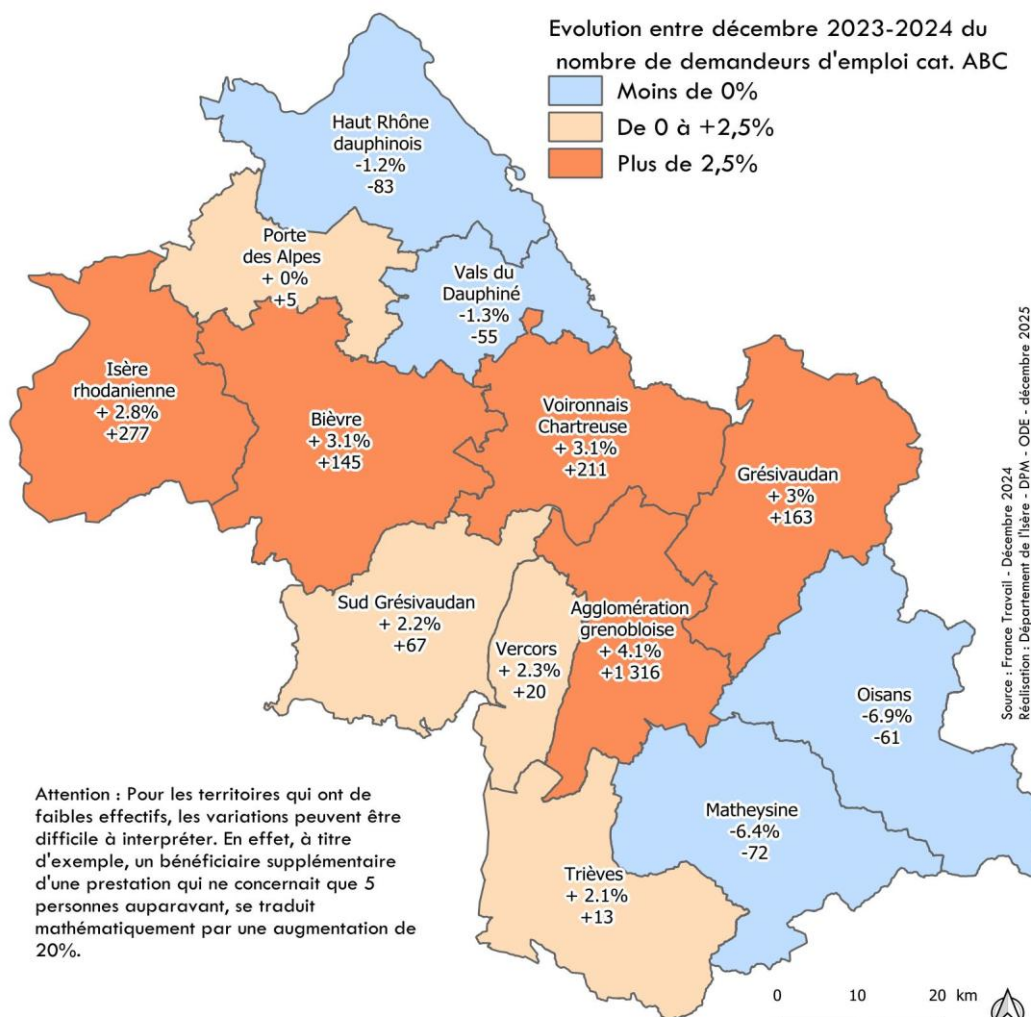 Evolution entre décembre 2023-2024 du
nombre de demandeurs d'emploi cat. ABC
Moins de 0%
De 0 à +2,5%
Plus de 2,5%
Haut Rhône
dauphinois
-1.2%
-83
Porte
des Alpes
+ 0%
+5
Vals du
Dauphiné
-1.3%
-55
Isère
rhodanienne
+ 2.8%
+277
Bièvre
+ 3.1%
+145
Voironnais
Chartreuse
+ 3.1%
+211
Grésivaudan
+ 3%
+163
Sud Grésivaudan
+ 2.2%
+67
Vercors
+ 2.3%
+20
Agglomération
grenobloise
+ 4.1%
+1 316
Oisans
-6.9%
-61
Matheysine
-6.4%
-72
Trièves
+ 2.1%
+13
Attention : Pour les territoires qui ont de
faibles effectifs, les variations peuvent être
difficile à interpréter. En effet, à titre
d'exemple, un bénéficiaire supplémentaire
d'une prestation qui ne concernait que 5
personnes auparavant, se traduit
mathématiquement par une augmentation de
20%.
Source : France Travail - Décembre 2024
Réalisation : Département de l'Isère - DPM - ODE - décembre 2025
0 10 20 km